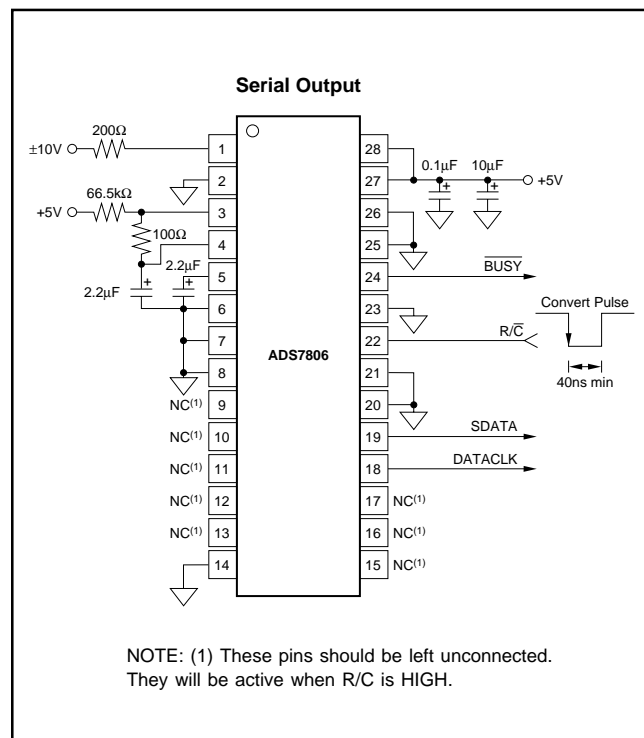 Serial Output
±10V
200Ω
+5V
66.5kΩ
100Ω
2.2µF
2.2µF
1
2
3
4
5
6
7
8
NC(1) 9
NC(1) 10
NC(1) 11
NC(1) 12
NC(1) 13
14
ADS7806
28
27
0.1µF
10µF
+5V
26
25
24
BUSY
23
22
R/C
Convert Pulse
40ns min
21
20
19
SDATA
18
DATACLK
17 NC(1)
16 NC(1)
15 NC(1)
NOTE: (1) These pins should be left unconnected.
They will be active when R/C is HIGH.